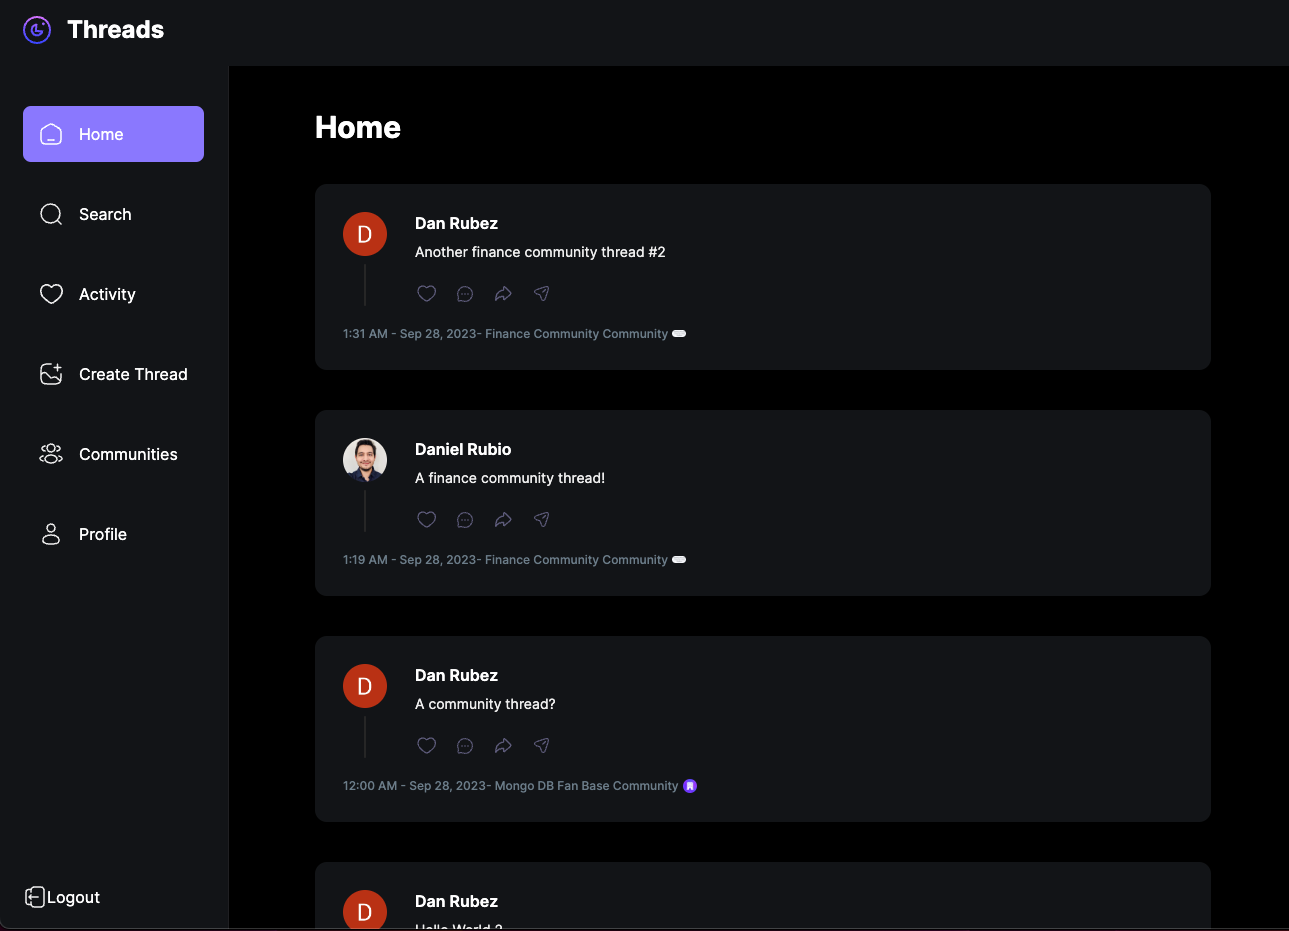 Threads
Home
Search
Activity
Create Thread
Communities
Profile
Logout
Home
D
Dan Rubez
Another finance community thread #2
1:31 AM - Sep 28, 2023- Finance Community Community
Daniel Rubio
A finance community thread!
1:19 AM - Sep 28, 2023- Finance Community Community
D
Dan Rubez
A community thread?
12:00 AM - Sep 28, 2023- Mongo DB Fan Base Community
D
Dan Rubez
Hello World 2